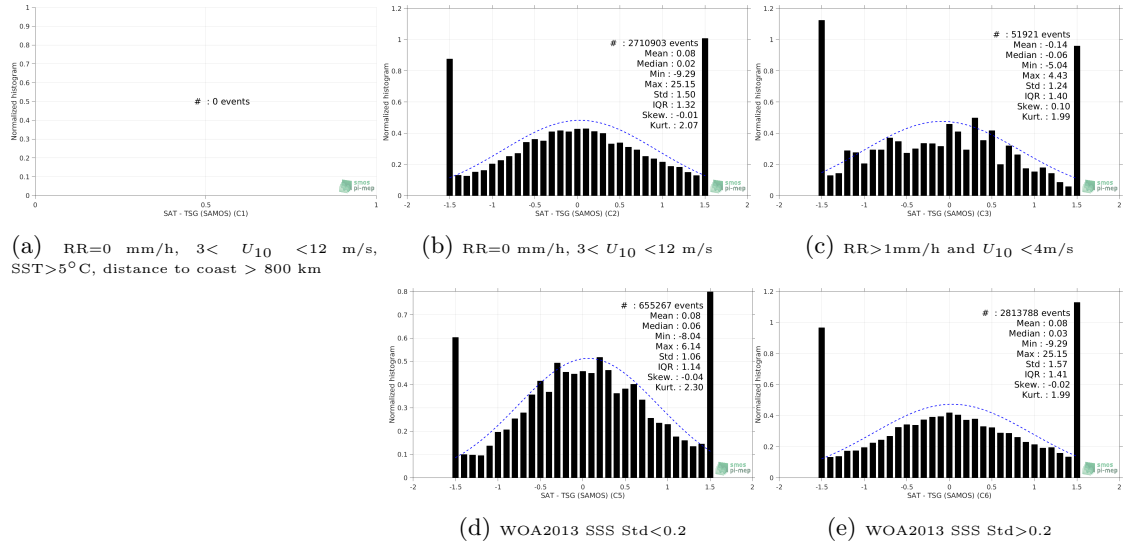 1
0.9
0.8
0.7
0.6
0.5
0.4
0.3
0.2
0.1
0
Normalized histogram
# : 0 events
0 0.5 1
SAT - TSG (SAMOS) (C1)
smos
pi-mep
(a) RR=0 mm/h, 3< U10 <12 m/s,
SST>5°C, distance to coast > 800 km
1.2
1
0.8
0.6
0.4
0.2
0
Normalized histogram
# : 2710903 events
Mean : 0.08
Median : 0.02
Min : -9.29
Max : 25.15
Std : 1.50
IQR : 1.32
Skew. : -0.01
Kurt. : 2.07
-2 -1.5 -1 -0.5 0 0.5 1 1.5 2
SAT - TSG (SAMOS) (C2)
smos
pi-mep
(b) RR=0 mm/h, 3< U10 <12 m/s
1.2
1
0.8
0.6
0.4
0.2
0
Normalized histogram
# : 51921 events
Mean : -0.14
Median : -0.06
Min : -5.04
Max : 4.43
Std : 1.24
IQR : 1.40
Skew. : 0.10
Kurt. : 1.99
-2 -1.5 -1 -0.5 0 0.5 1 1.5 2
SAT - TSG (SAMOS) (C3)
smos
pi-mep
(c) RR>1mm/h and U10 <4m/s
0.8
0.7
0.6
0.5
0.4
0.3
0.2
0.1
0
Normalized histogram
# : 655267 events
Mean : 0.08
Median : 0.06
Min : -8.04
Max : 6.14
Std : 1.06
IQR : 1.14
Skew. : -0.04
Kurt. : 2.30
-2 -1.5 -1 -0.5 0 0.5 1 1.5 2
SAT - TSG (SAMOS) (C5)
smos
pi-mep
(d) WOA2013 SSS Std<0.2
1.2
1
0.8
0.6
0.4
0.2
0
Normalized histogram
# : 2813788 events
Mean : 0.08
Median : 0.03
Min : -9.29
Max : 25.15
Std : 1.57
IQR : 1.41
Skew. : -0.02
Kurt. : 1.99
-2 -1.5 -1 -0.5 0 0.5 1 1.5 2
SAT - TSG (SAMOS) (C6)
smos
pi-mep
(e) WOA2013 SSS Std>0.2